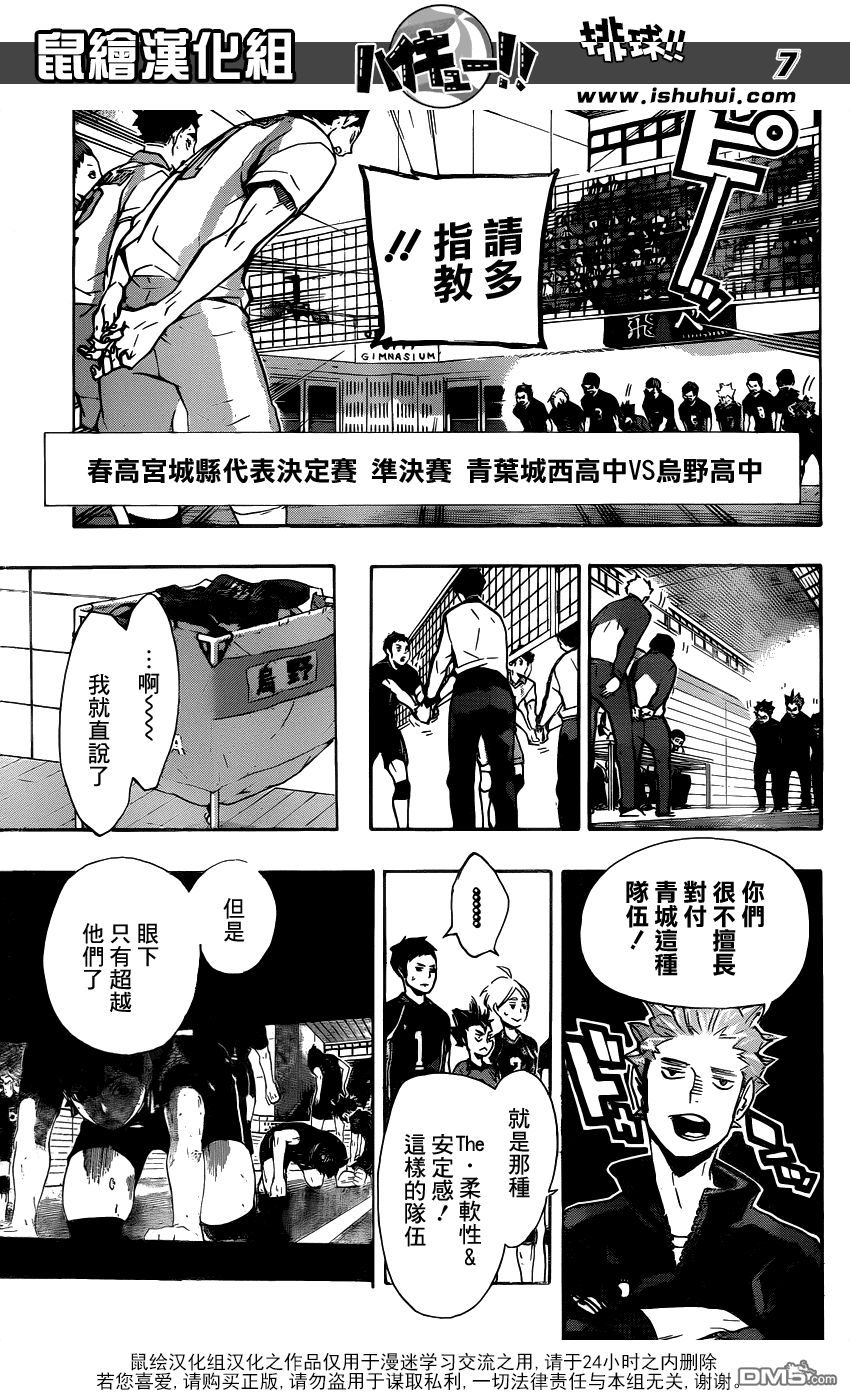 鼠繪漢化組
ハイキュー!!
排球!!
7
www.ishuhui.com
ピーッ
請多
指教
!!
飛べ
GIMNASIUM
春高宮城縣代表決定賽 準決賽 青葉城西高中VS烏野高中
…啊~~~
我就直說了
烏野
你們
很不擅長
對付
青城這種
隊伍!
……
1
2
就是那種
The·柔軟性&
安定感!
這樣的隊伍
但是
眼下
只有超越
他們了
鼠绘汉化组汉化之作品仅用于漫迷学习交流之用, 请于24小时之内删除
若您喜爱, 请购买正版, 请勿盗用于谋取私利, 一切法律责任与本组无关, 谢谢。
DM5.com